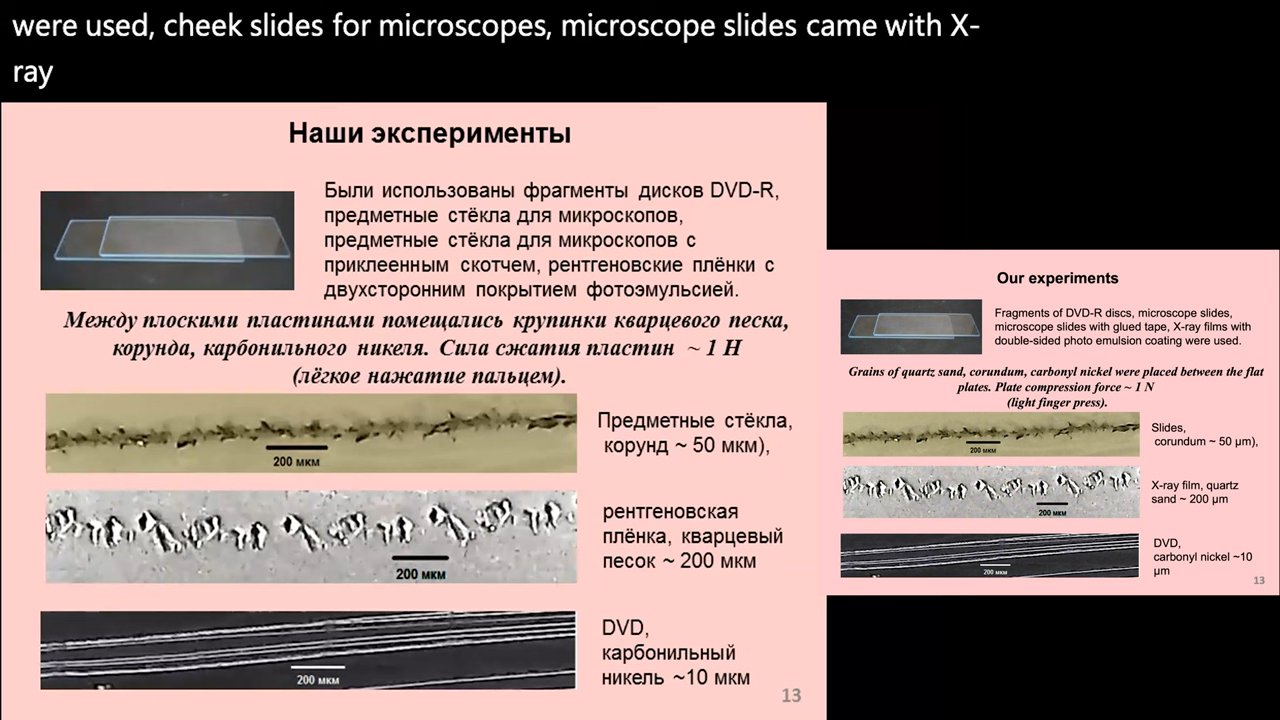 were used, cheek slides for microscopes, microscope slides came with X-
ray
Наши эксперименты
Были использованы фрагменты дисков DVD-R,
предметные стёкла для микроскопов,
предметные стёкла для микроскопов с
приклеенным скотчем, рентгеновские плёнки с
двухсторонним покрытием фотоэмульсией.
Между плоскими пластинами помещались крупинки кварцевого песка,
корунда, карбонильного никеля. Сила сжатия пластин ~ 1 Н
(лёгкое нажатие пальцем).
200 мкм
Предметные стёкла,
корунд ~ 50 мкм),
200 мкм
рентгеновская
плёнка, кварцевый
песок ~ 200 мкм
200 мкм
DVD,
карбонильный
никель ~10 мкм
13
Our experiments
Fragments of DVD-R discs, microscope slides,
microscope slides with glued tape, X-ray films with
double-sided photo emulsion coating were used.
Grains of quartz sand, corundum, carbonyl nickel were placed between the flat
plates. Plate compression force ~ 1 N
(light finger press).
200 мкм
Slides,
corundum ~ 50 µm),
200 мкм
X-ray film, quartz
sand ~ 200 µm
200 мкм
DVD,
carbonyl nickel ~10
µm
13